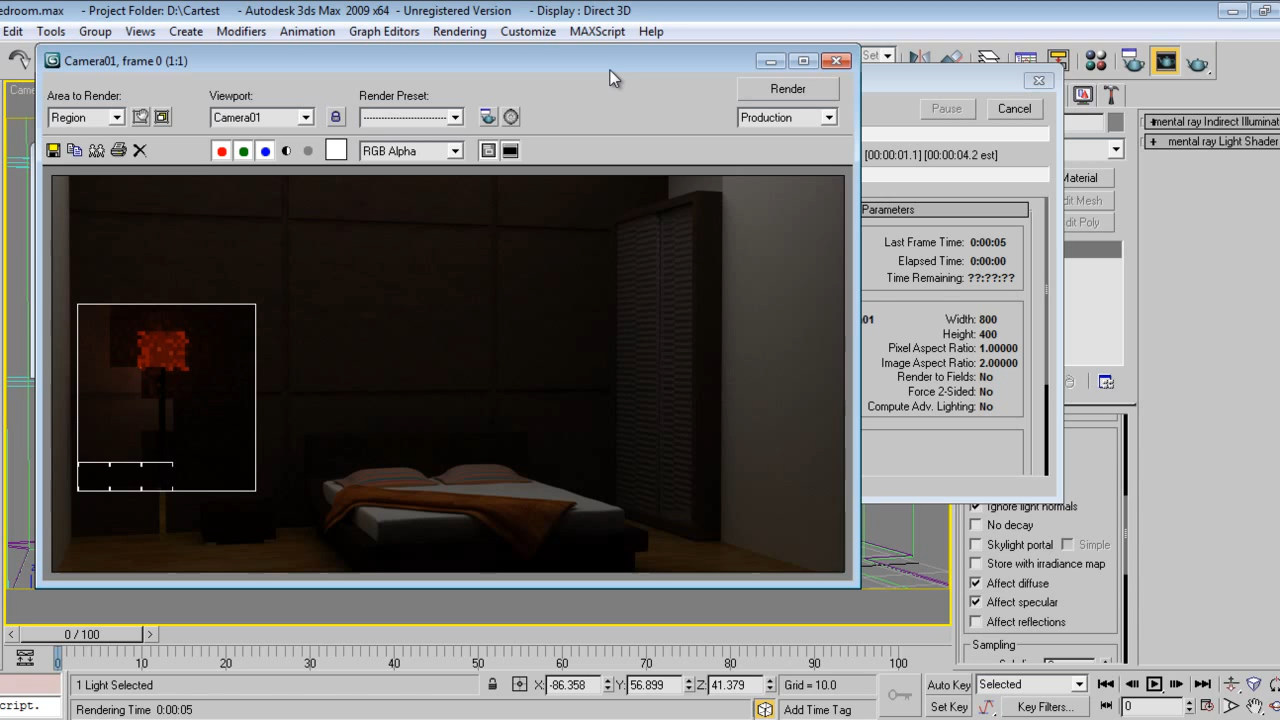 edroom.max - Project Folder: D:\Cartest - Autodesk 3ds Max 2009 x64 - Unregistered Version - Display : Direct 3D
Edit Tools Group Views Create Modifiers Animation Graph Editors Rendering Customize MAXScript Help
Set
Camera01, frame 0 (1:1)
Area to Render: Viewport: Render Preset: Render
Region Camera01 Production
RGB Alpha
Pause Cancel
[00:00:01.1] [00:00:04.2 est]
Parameters
Last Frame Time: 0:00:05
Elapsed Time: 0:00:00
Time Remaining: ??:??:??
01 Width: 800
Height: 400
Pixel Aspect Ratio: 1.00000
Image Aspect Ratio: 2.00000
Render to Fields: No
Force 2-Sided: No
Compute Adv. Lighting: No
mental ray Indirect Illuminat
+ mental ray Light Shader
Material
dit Mesh
dit Poly
Ignore light normals
No decay
Skylight portal Simple
Store with irradiance map
Affect diffuse
Affect specular
Affect reflections
Sampling
0 / 100
0 10 20 30 40 50 60 70 80 90 100
1 Light Selected X: -86.358 Y: 56.899 Z: 41.379 Grid = 10.0 Auto Key Selected
cript. Rendering Time 0:00:05 Add Time Tag Set Key Key Filters... 0